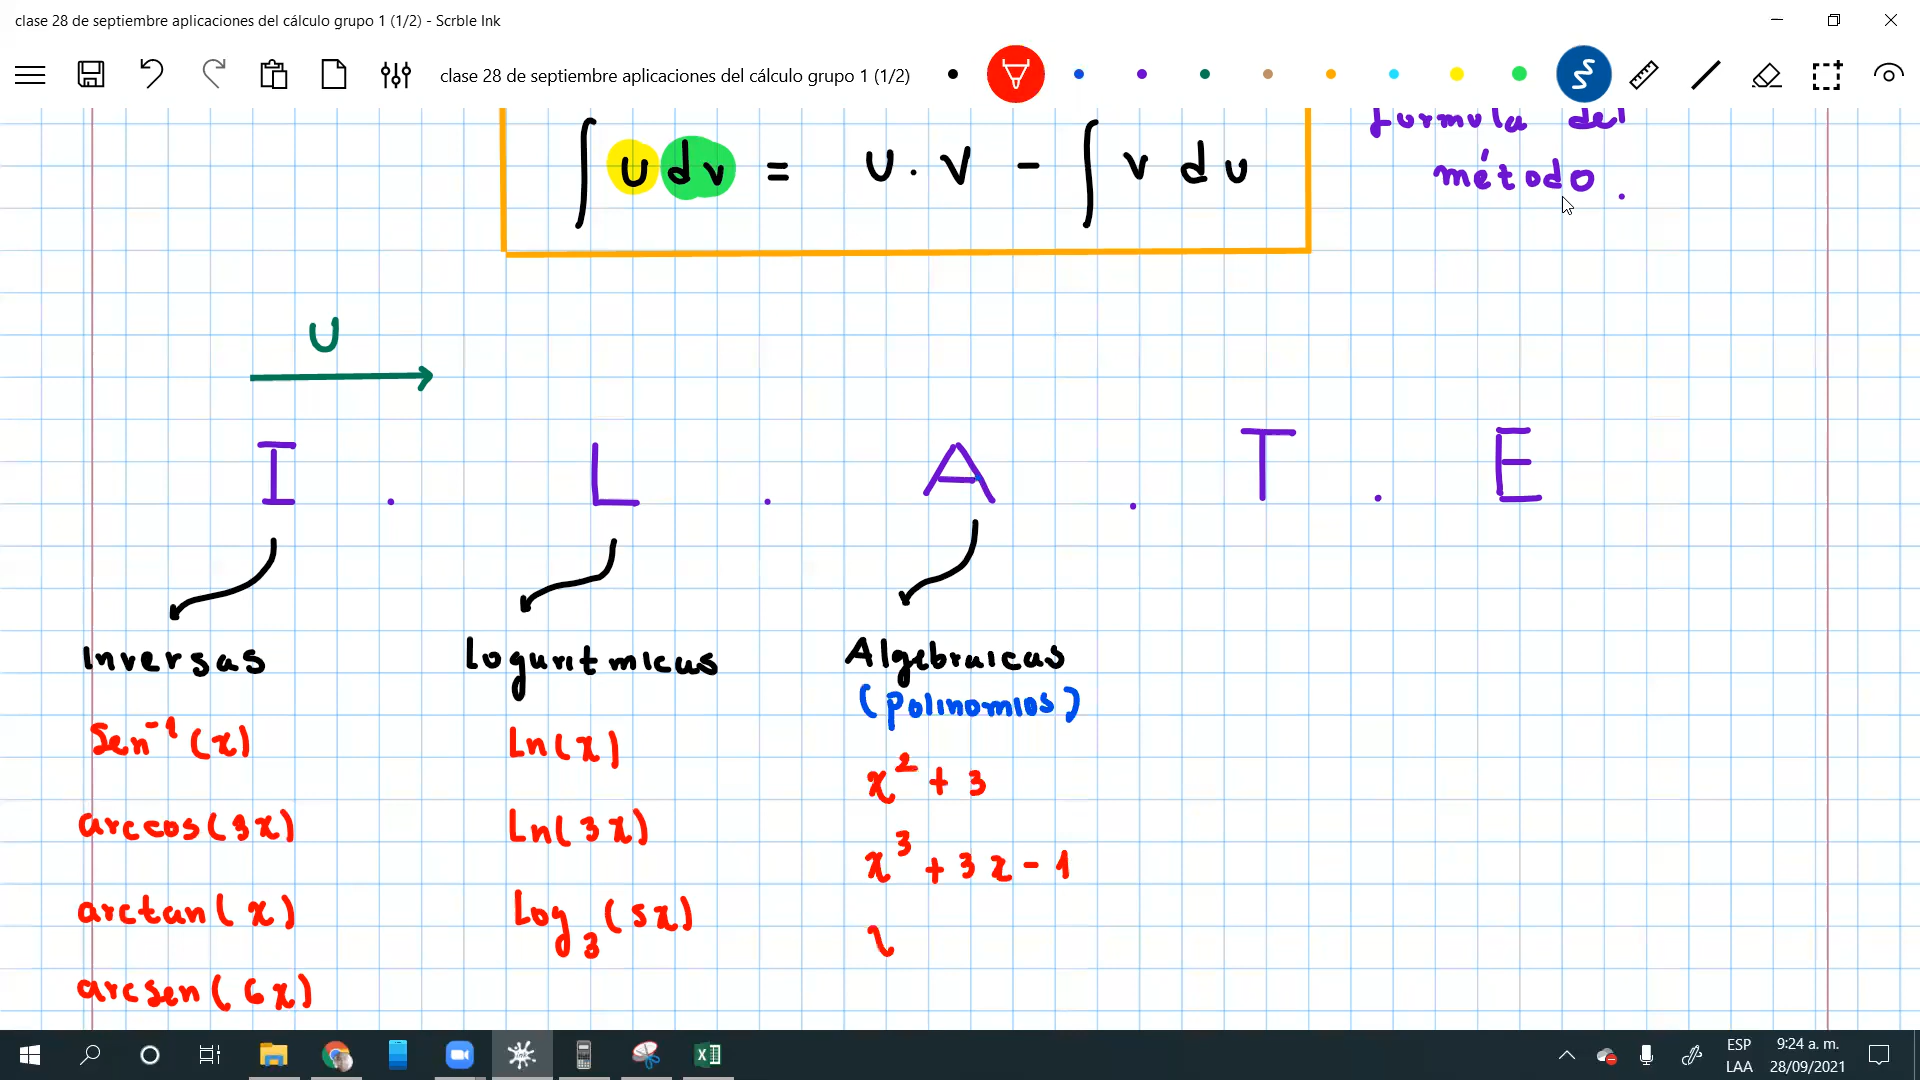 clase 28 de septiembre aplicaciones del cálculo grupo 1 (1/2) - Scrble Ink
clase 28 de septiembre aplicaciones del cálculo grupo 1 (1/2)
∫ u dv = u . v - ∫ v du
formula del
método.
U
I . L . A . T . E
Inversas Logaritmicas Algebraicas
(polinomios)
Sen⁻¹(x) Ln(x) x² + 3
arccos(3x) Ln(3x) x³ + 3x - 1
arctan(x) Log₃(5x)
arcsen(6x)
ESP 9:24 a. m.
LAA 28/09/2021